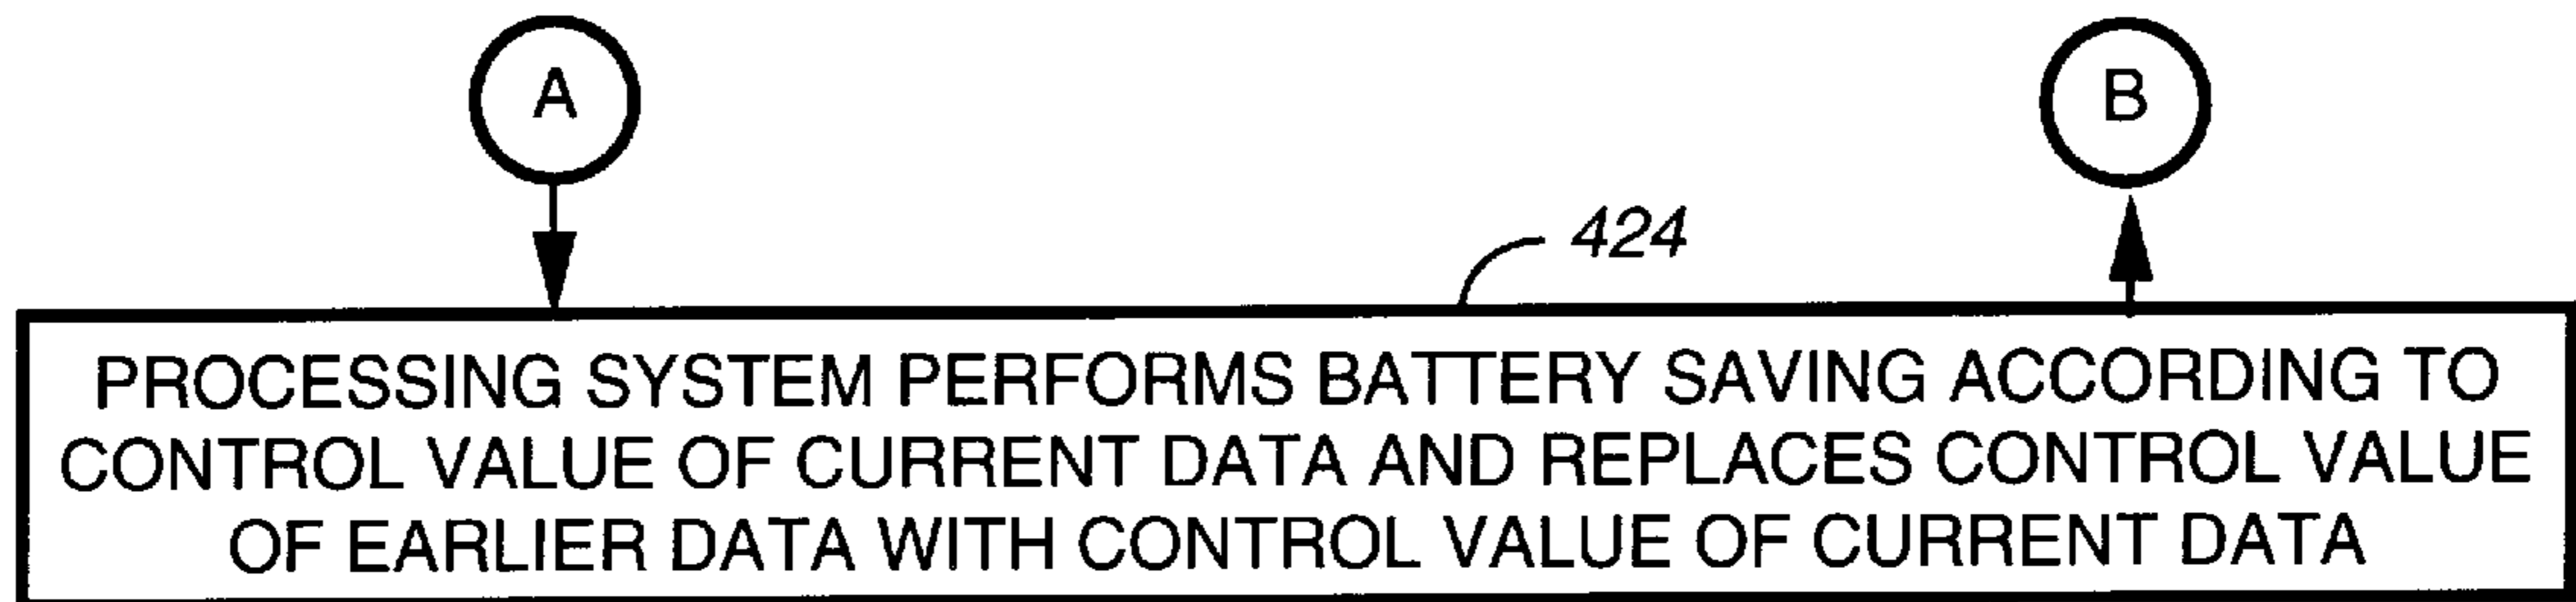 A
B
424
PROCESSING SYSTEM PERFORMS BATTERY SAVING ACCORDING TO
CONTROL VALUE OF CURRENT DATA AND REPLACES CONTROL VALUE
OF EARLIER DATA WITH CONTROL VALUE OF CURRENT DATA